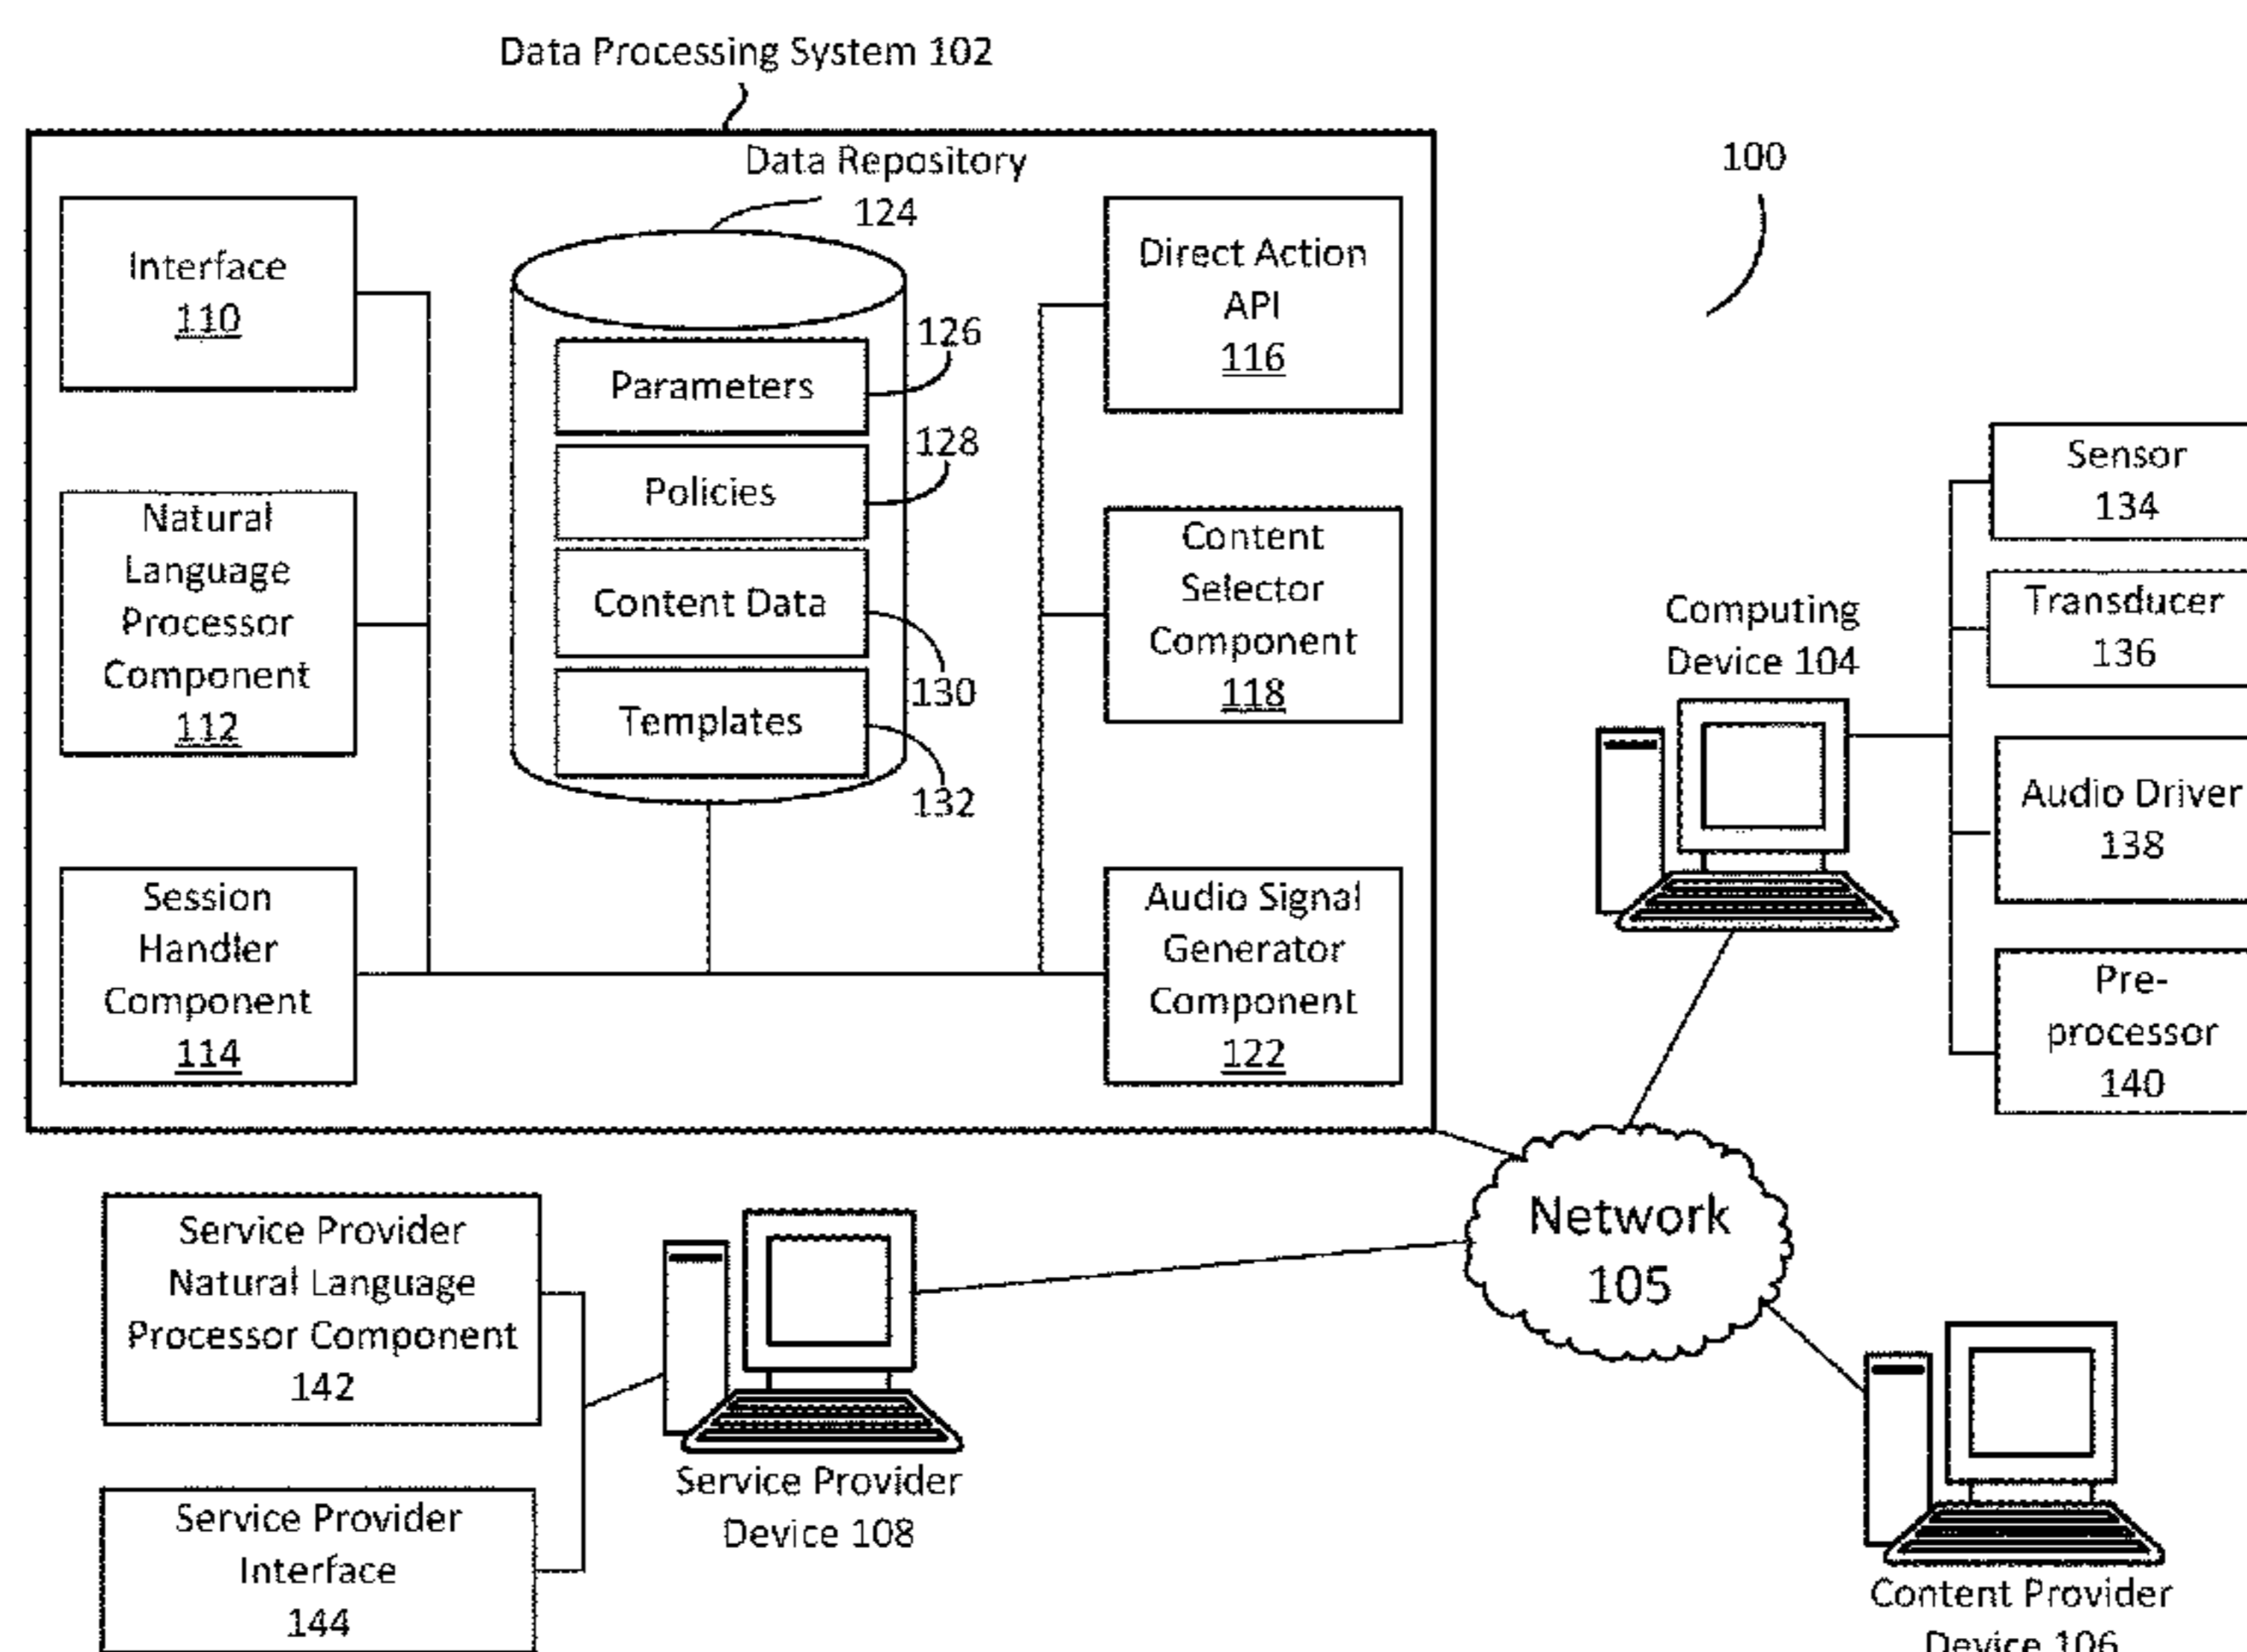 Data Processing System 102
Data Repository
124
100
Interface
110
Direct Action
API
116
126
Parameters
128
Policies
Content Data
130
Templates
132
Natural
Language
Processor
Component
112
Content
Selector
Component
118
Session
Handler
Component
114
Audio Signal
Generator
Component
122
Computing
Device 104
Sensor
134
Transducer
136
Audio Driver
138
Pre-
processor
140
Network
105
Service Provider
Natural Language
Processor Component
142
Service Provider
Interface
144
Service Provider
Device 108
Content Provider
Device 106